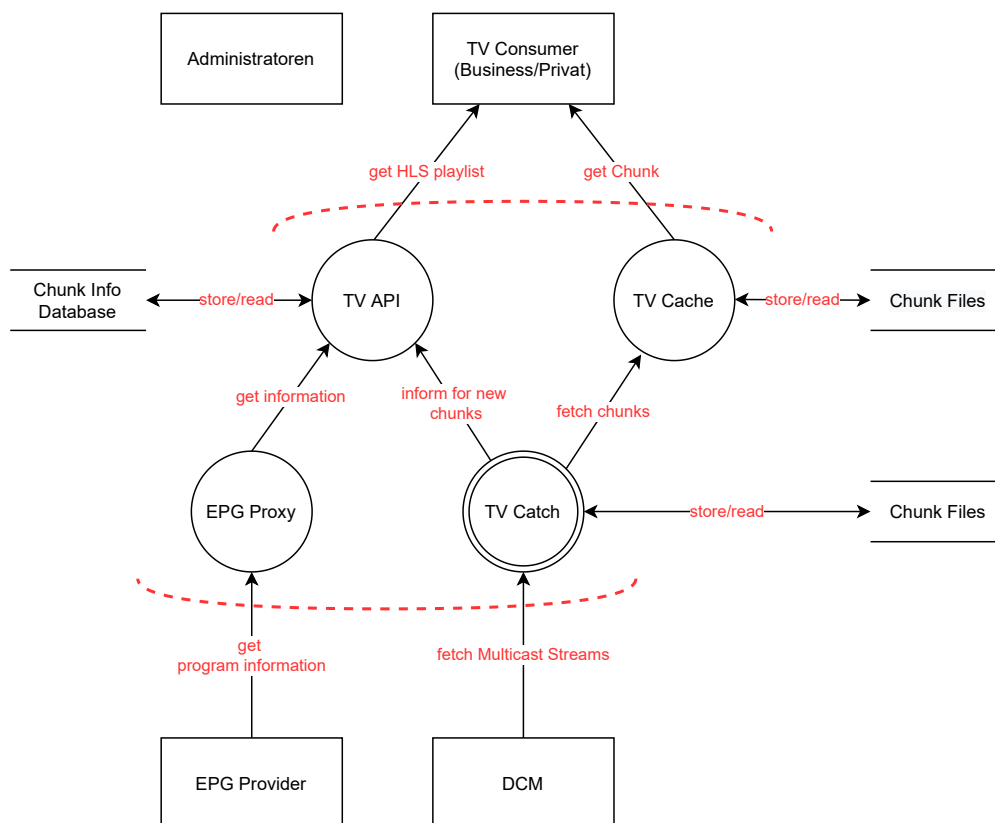 Administratoren
TV Consumer
(Business/Privat)
get HLS playlist
get Chunk
Chunk Info
Database
store/read
TV API
TV Cache
store/read
Chunk Files
get information
inform for new
chunks
fetch chunks
EPG Proxy
TV Catch
store/read
Chunk Files
get
program information
fetch Multicast Streams
EPG Provider
DCM